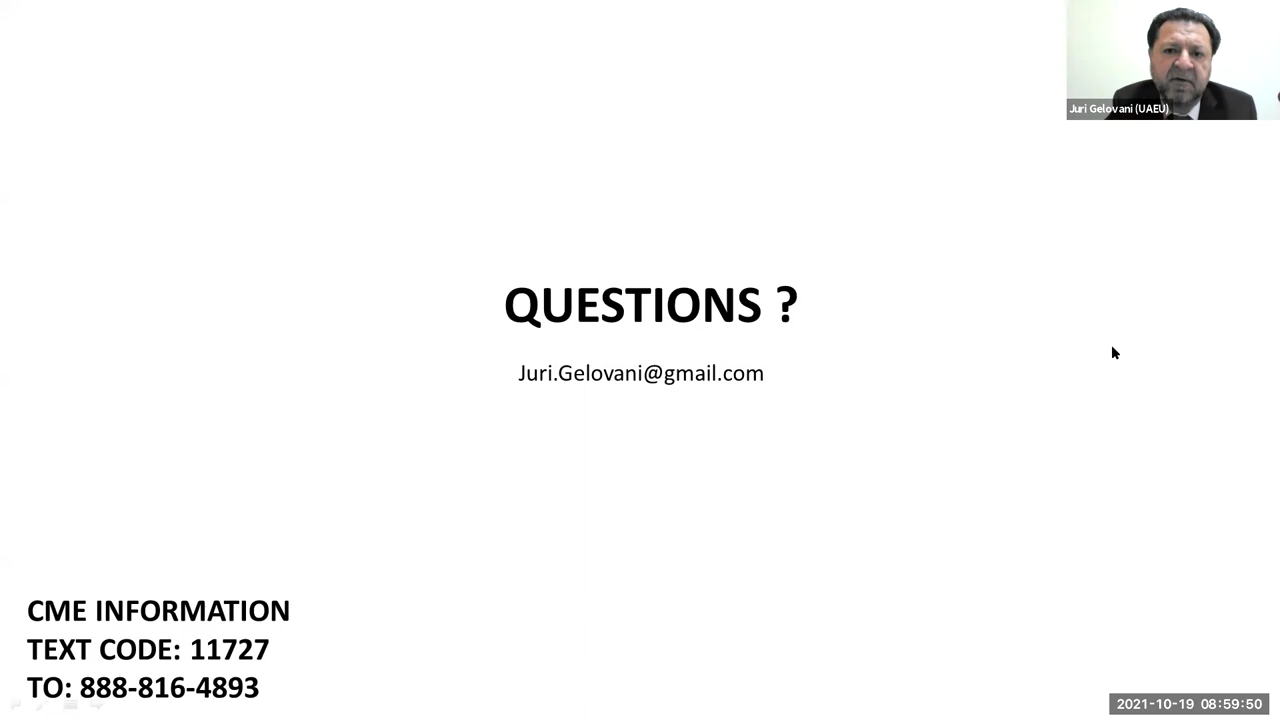 Juri Gelovani (UAEU)
QUESTIONS ?
Juri.Gelovani@gmail.com
CME INFORMATION
TEXT CODE: 11727
TO: 888-816-4893
2021-10-19 08:59:50